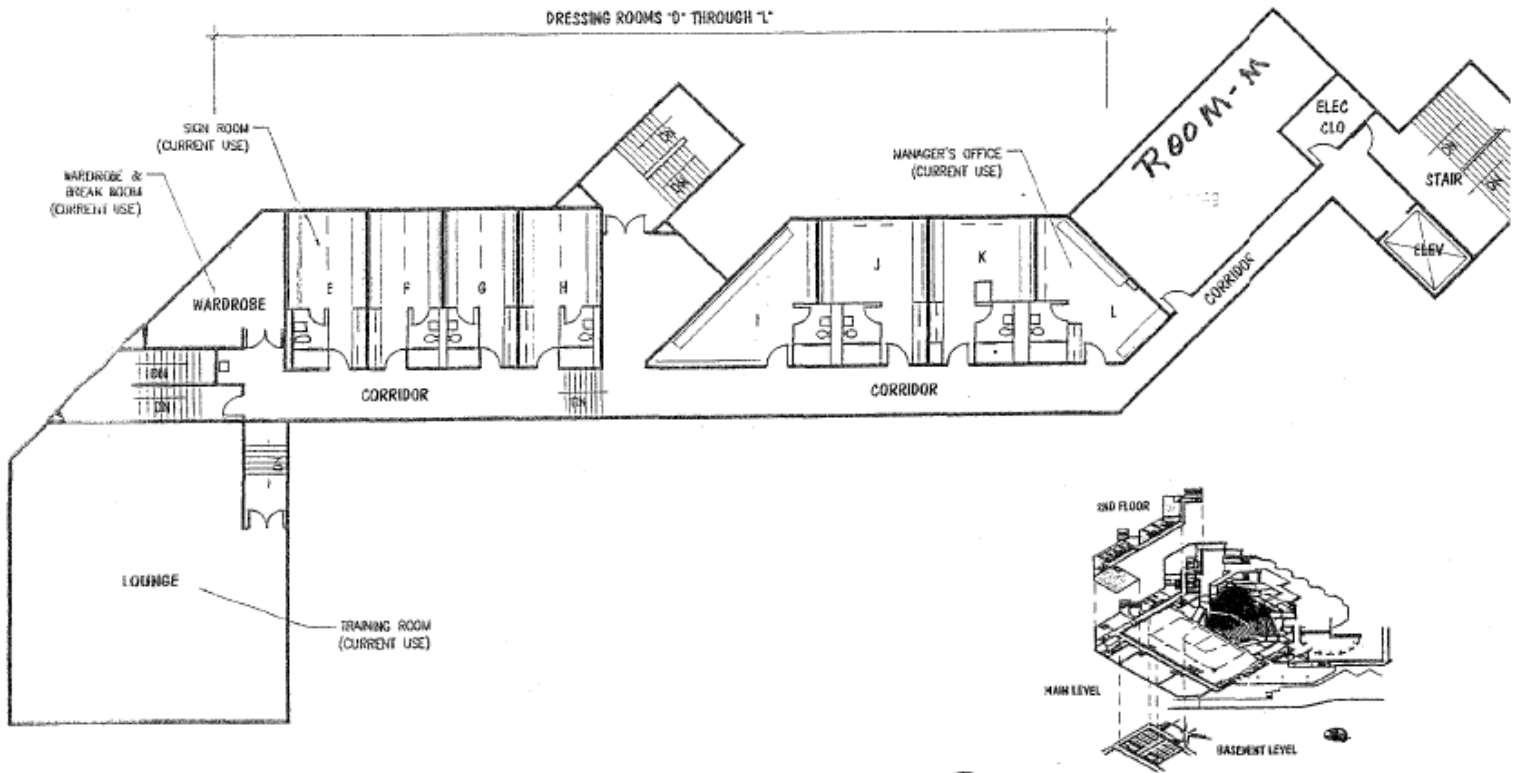 DRESSING ROOMS "D" THROUGH "L"
ROOM-M
ELEC
CLO
SIGN ROOM
(CURRENT USE)
DN
DN
MANAGER'S OFFICE
(CURRENT USE)
DN
STAIR
DN
WARDROBE &
BREAK ROOM
(CURRENT USE)
ELEV
WARDROBE
E
F
G
H
I
J
K
L
CORRIDOR
DN
DN
CORRIDOR
DN
CORRIDOR
DN
LOUNGE
TRAINING ROOM
(CURRENT USE)
2ND FLOOR
MAIN LEVEL
BASEMENT LEVEL